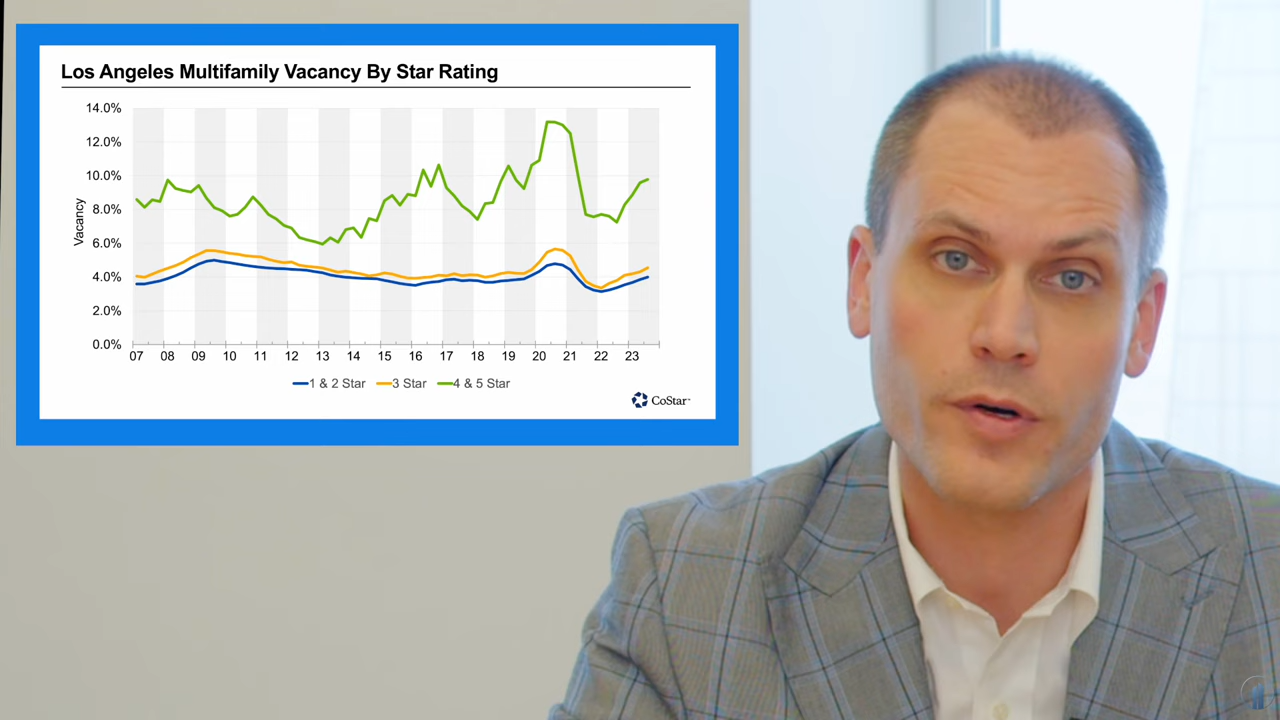 Los Angeles Multifamily Vacancy By Star Rating
14.0%
12.0%
10.0%
8.0%
6.0%
4.0%
2.0%
0.0%
Vacancy
07 08 09 10 11 12 13 14 15 16 17 18 19 20 21 22 23
1 & 2 Star 3 Star 4 & 5 Star
CoStar™